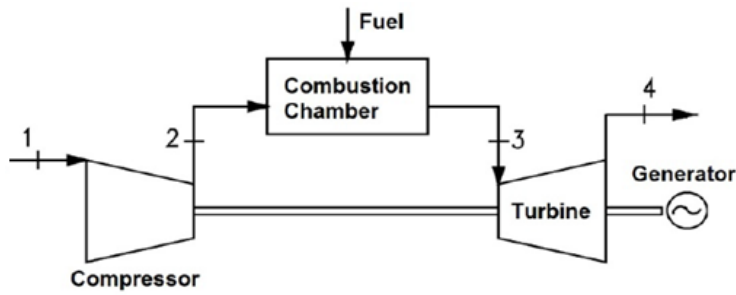 Fuel
Combustion
Chamber
1
2
3
4
Turbine
Generator
Compressor